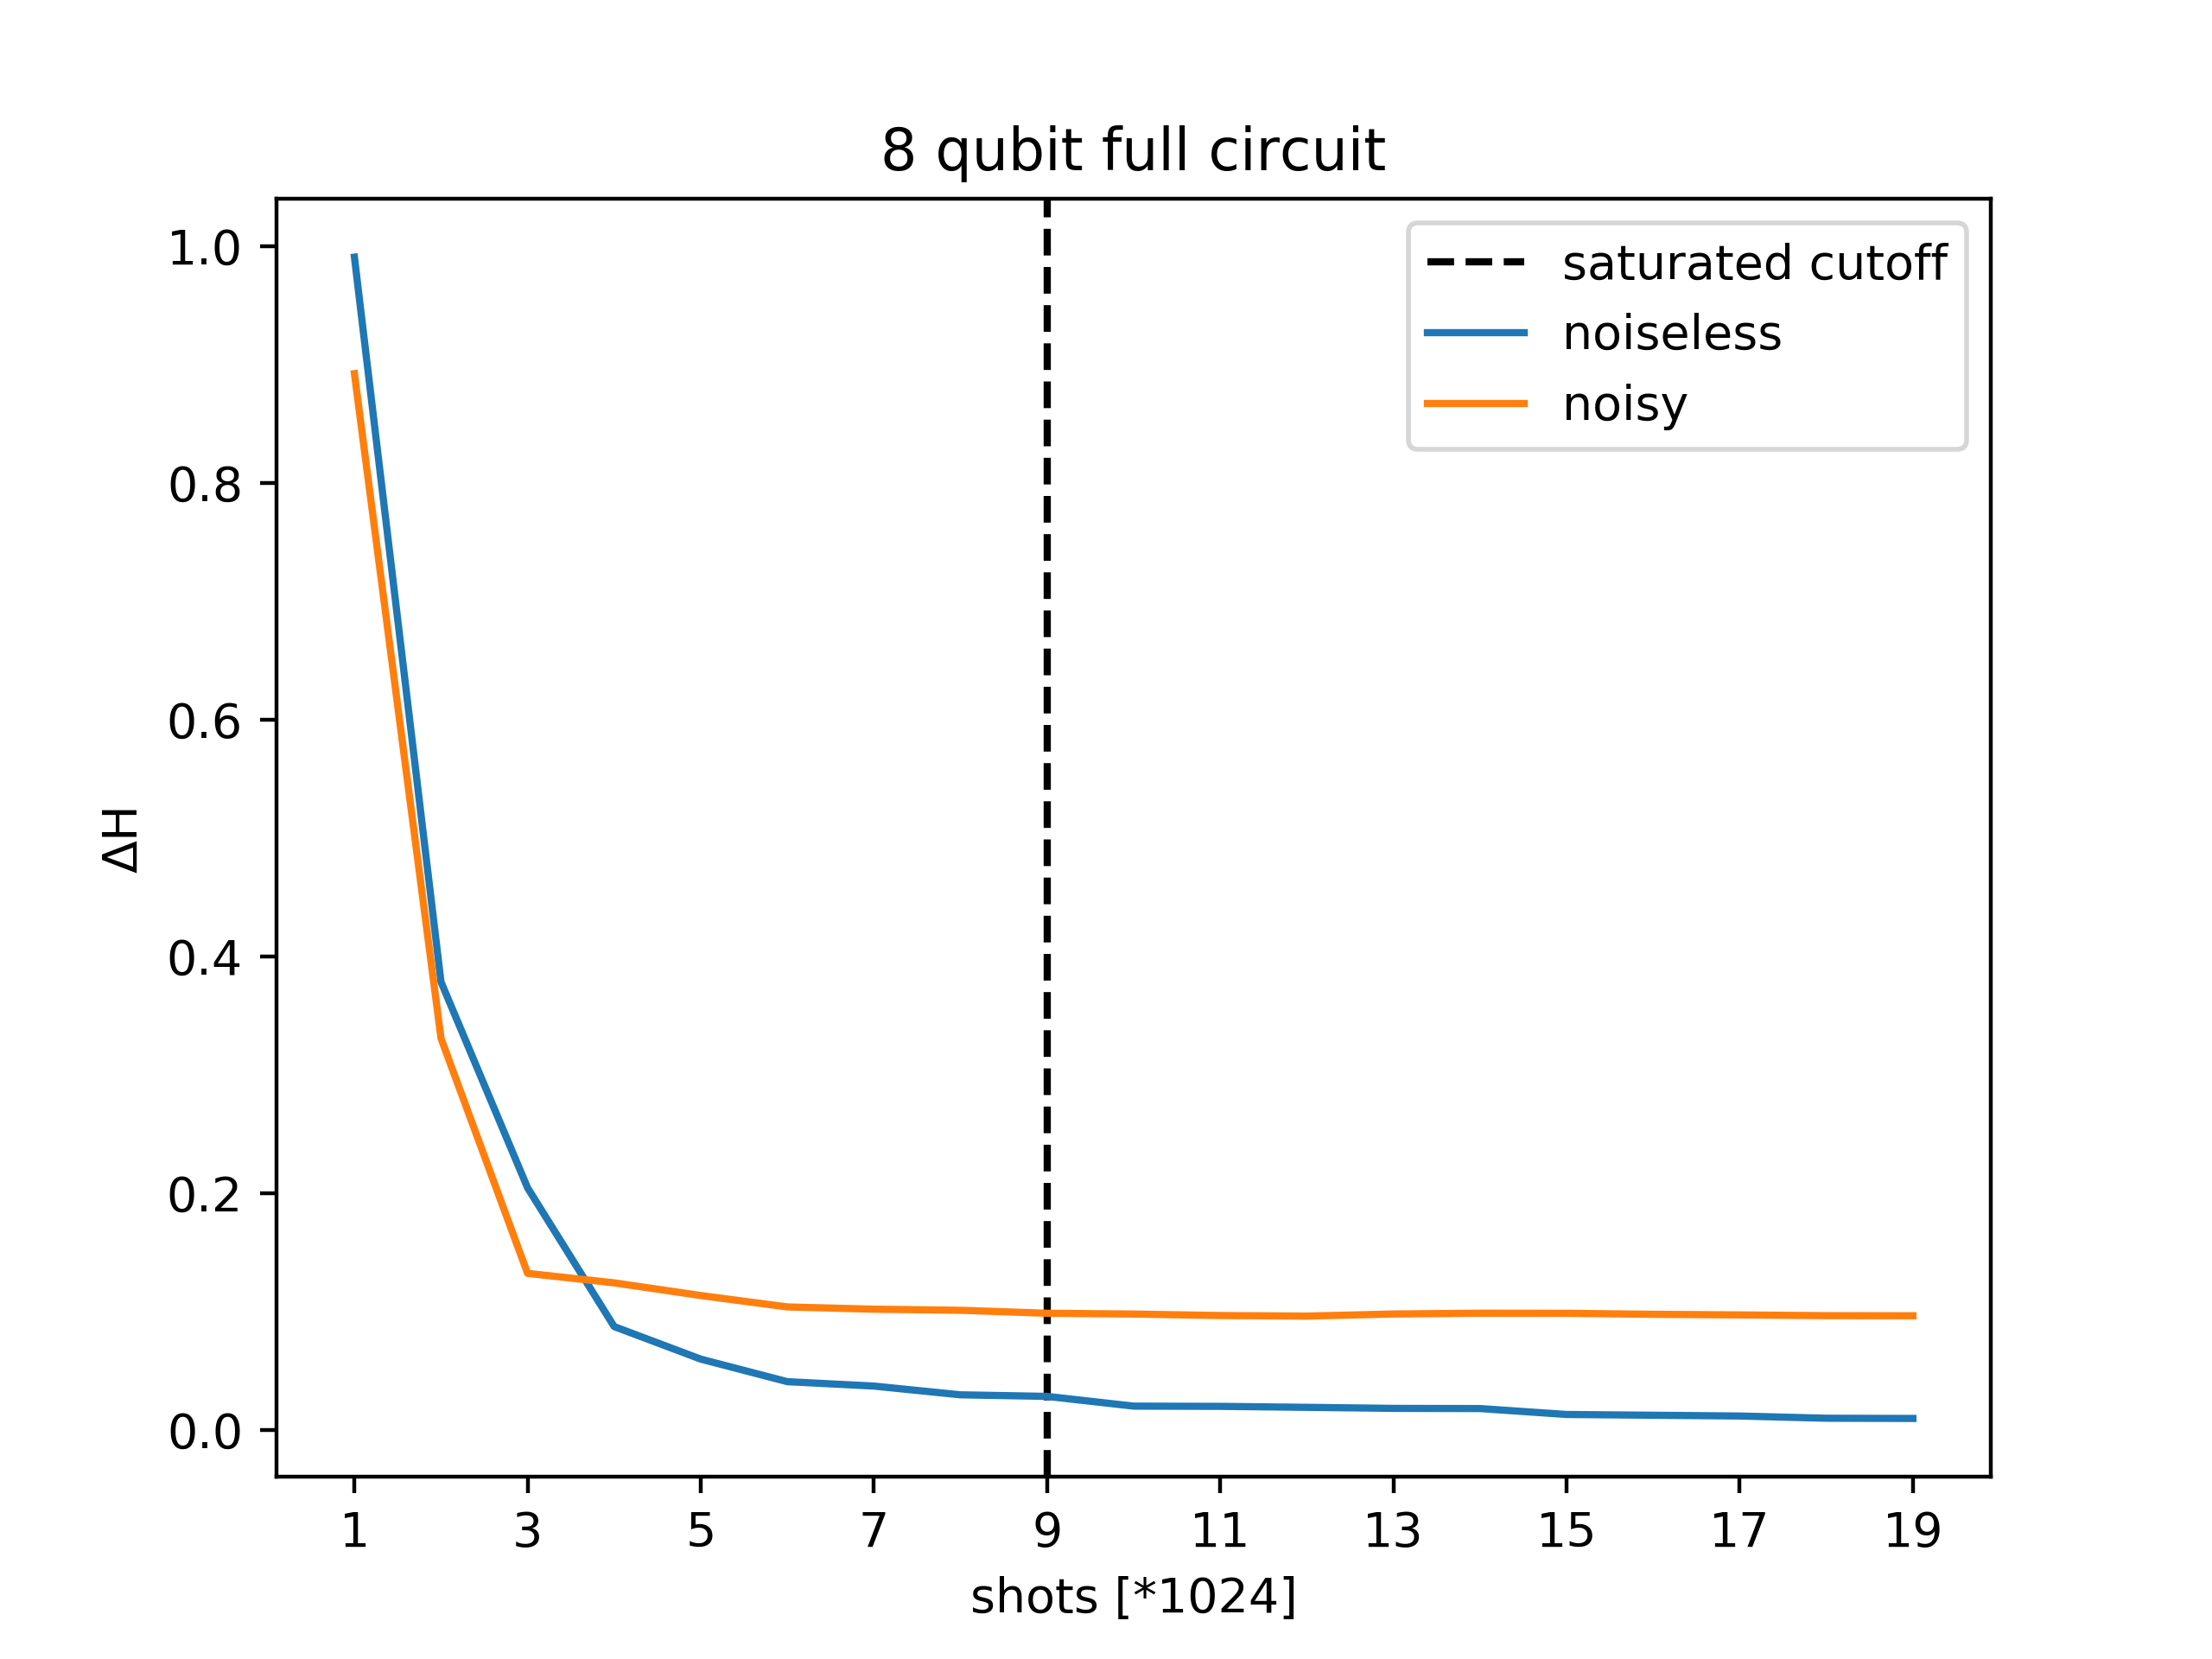 8 qubit full circuit
saturated cutoff
noiseless
noisy
1.0
0.8
0.6
0.4
0.2
0.0
ΔH
1 3 5 7 9 11 13 15 17 19
shots [*1024]